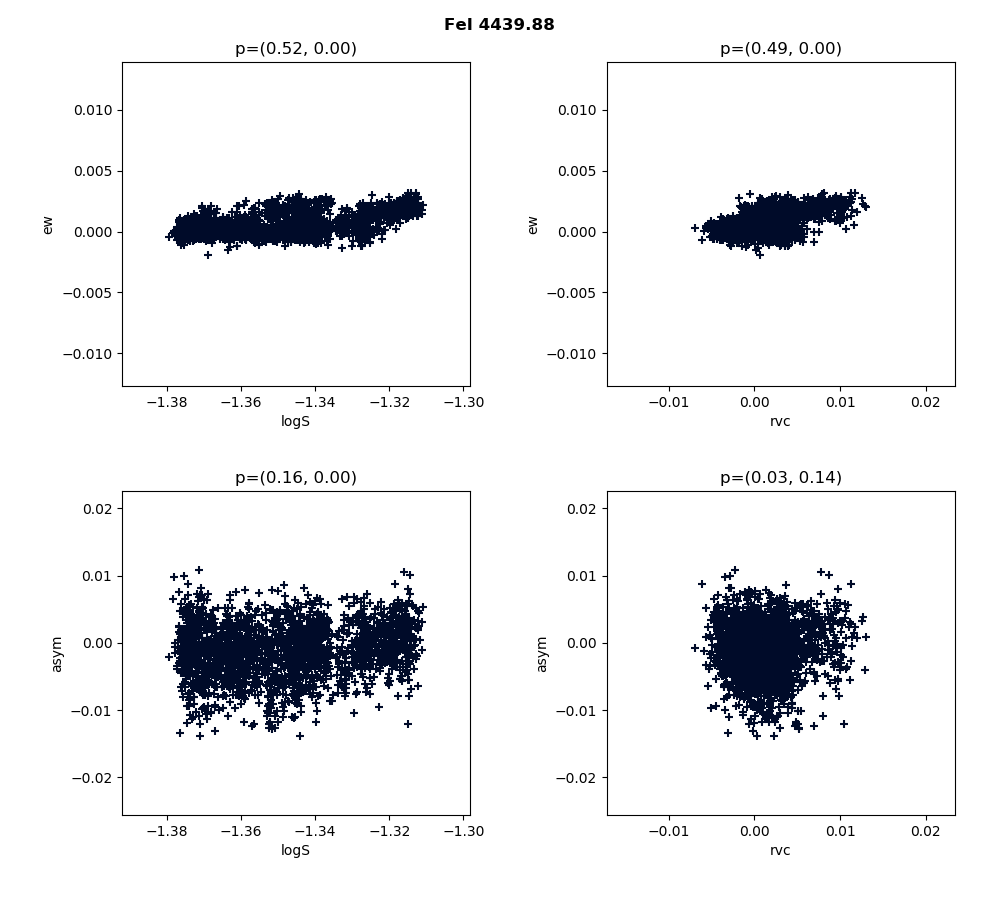 FeI 4439.88
p=(0.52, 0.00)
p=(0.49, 0.00)
0.010
0.005
0.000
−0.005
−0.010
ew
−1.38 −1.36 −1.34 −1.32 −1.30
logS
0.010
0.005
0.000
−0.005
−0.010
ew
−0.01 0.00 0.01 0.02
rvc
p=(0.16, 0.00)
p=(0.03, 0.14)
0.02
0.01
0.00
−0.01
−0.02
asym
−1.38 −1.36 −1.34 −1.32 −1.30
logS
0.02
0.01
0.00
−0.01
−0.02
asym
−0.01 0.00 0.01 0.02
rvc